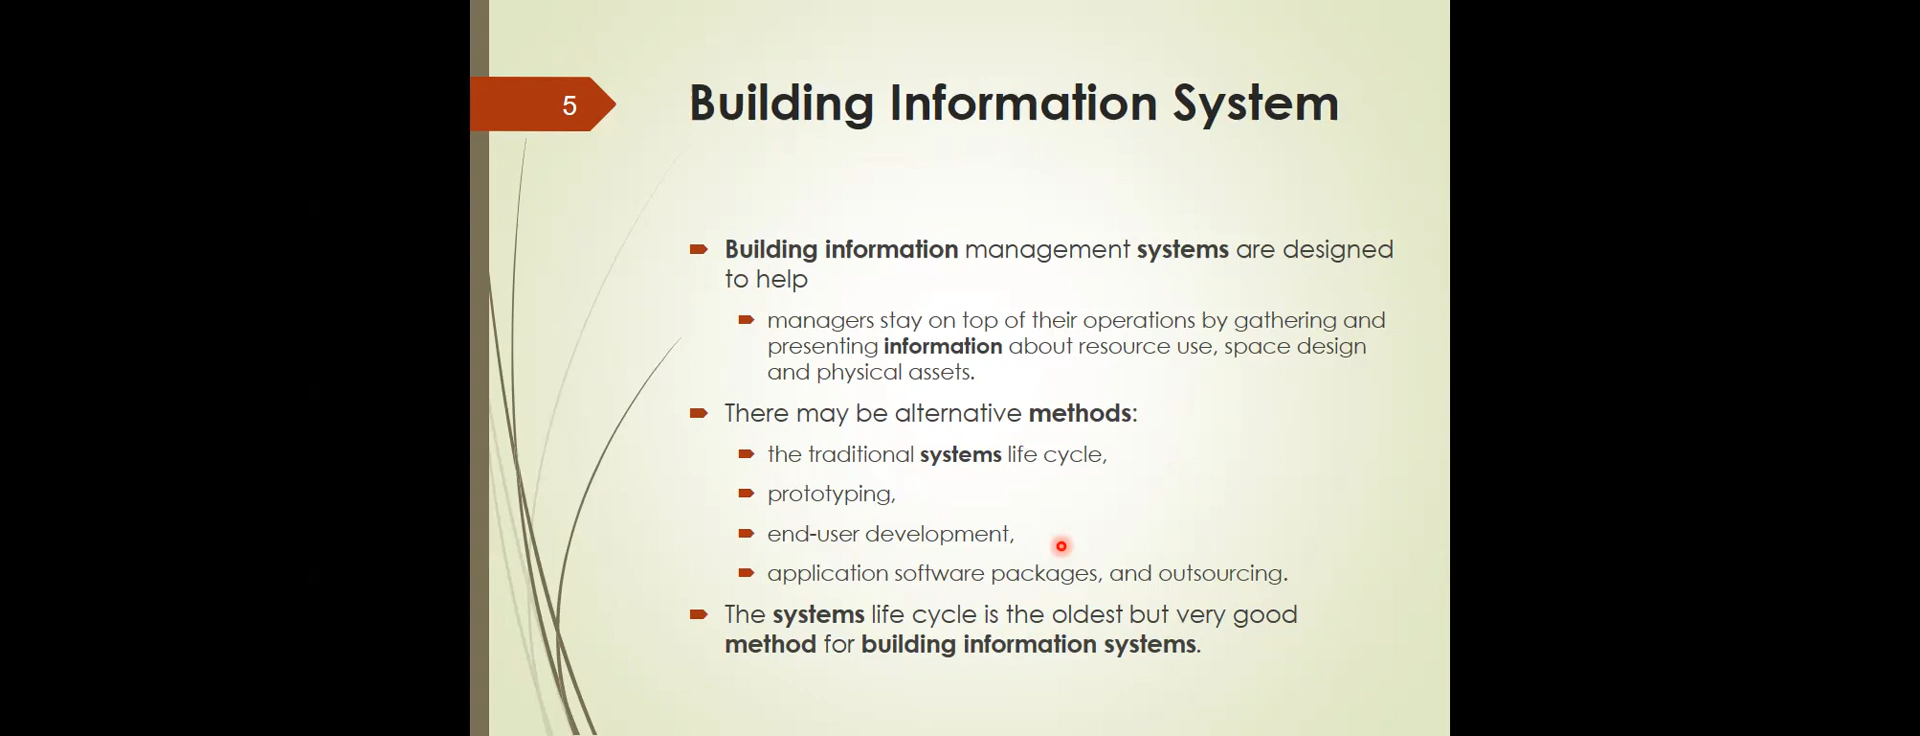 5
Building Information System
Building information management systems are designed
to help
managers stay on top of their operations by gathering and
presenting information about resource use, space design
and physical assets.
There may be alternative methods:
the traditional systems life cycle,
prototyping,
end-user development,
application software packages, and outsourcing.
The systems life cycle is the oldest but very good
method for building information systems.